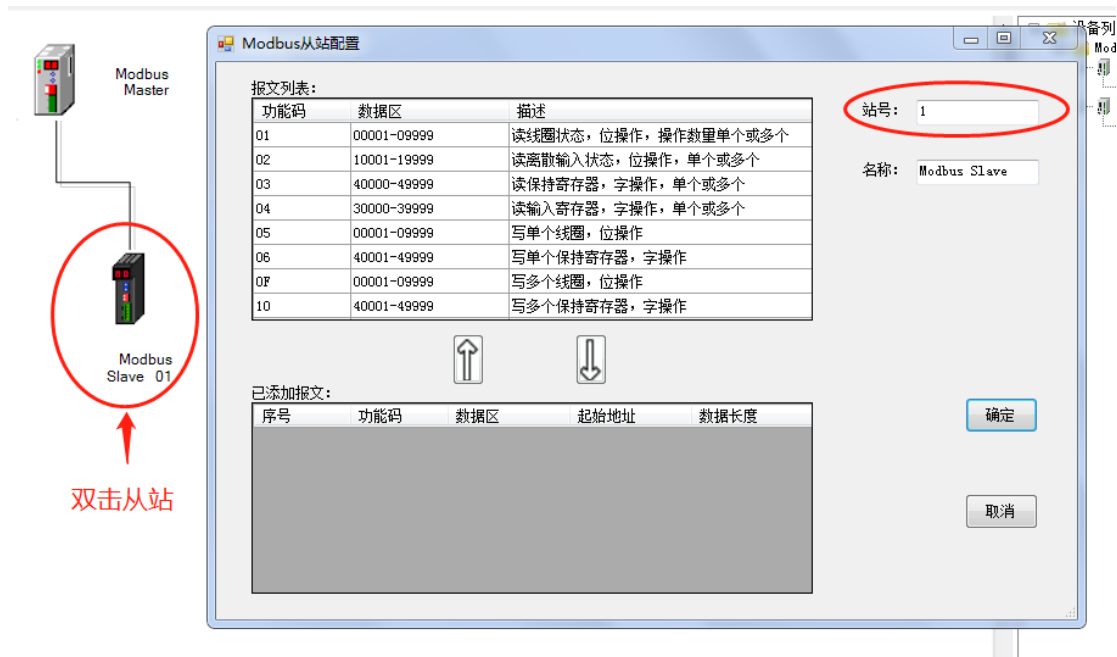 设备列
Mod
Modbus
Master
Modbus从站配置
报文列表:
功能码 数据区 描述
01 00001-09999 读线圈状态，位操作，操作数量单个或多个
02 10001-19999 读离散输入状态，位操作，单个或多个
03 40000-49999 读保持寄存器，字操作，单个或多个
04 30000-39999 读输入寄存器，字操作，单个或多个
05 00001-09999 写单个线圈，位操作
06 40001-49999 写单个保持寄存器，字操作
0F 00001-09999 写多个线圈，位操作
10 40001-49999 写多个保持寄存器，字操作
站号: 1
名称: Modbus Slave
Modbus
Slave 01
双击从站
已添加报文:
序号 功能码 数据区 起始地址 数据长度
确定
取消